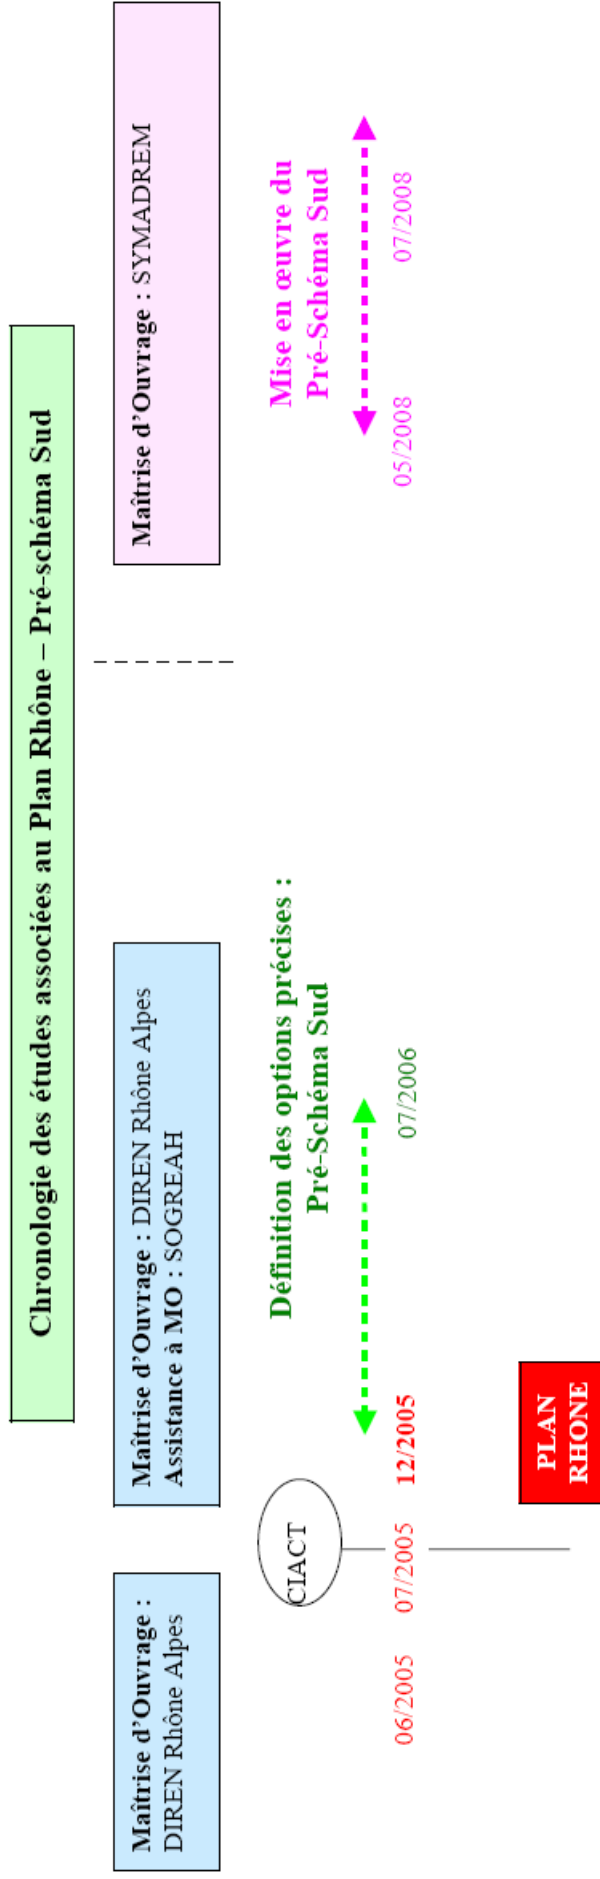 Chronologie des études associées au Plan Rhône – Pré-schéma Sud
Maîtrise d'Ouvrage :
DIREN Rhône Alpes
Maîtrise d'Ouvrage : DIREN Rhône Alpes
Assistance à MO : SOGREAH
Maîtrise d'Ouvrage : SYMADREM
CIACT
Définition des options précises :
Pré-Schéma Sud
Mise en œuvre du
Pré-Schéma Sud
06/2005
07/2005
12/2005
07/2006
05/2008
07/2008
PLAN
RHONE